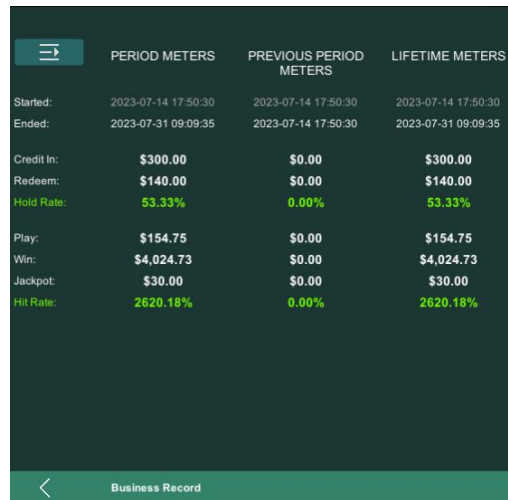 PERIOD METERS PREVIOUS PERIOD METERS LIFETIME METERS
Started: 2023-07-14 17:50:30 2023-07-14 17:50:30 2023-07-14 17:50:30
Ended: 2023-07-31 09:09:35 2023-07-14 17:50:30 2023-07-31 09:09:35
Credit In: $300.00 $0.00 $300.00
Redeem: $140.00 $0.00 $140.00
Hold Rate: 53.33% 0.00% 53.33%
Play: $154.75 $0.00 $154.75
Win: $4,024.73 $0.00 $4,024.73
Jackpot: $30.00 $0.00 $30.00
Hit Rate: 2620.18% 0.00% 2620.18%
Business Record